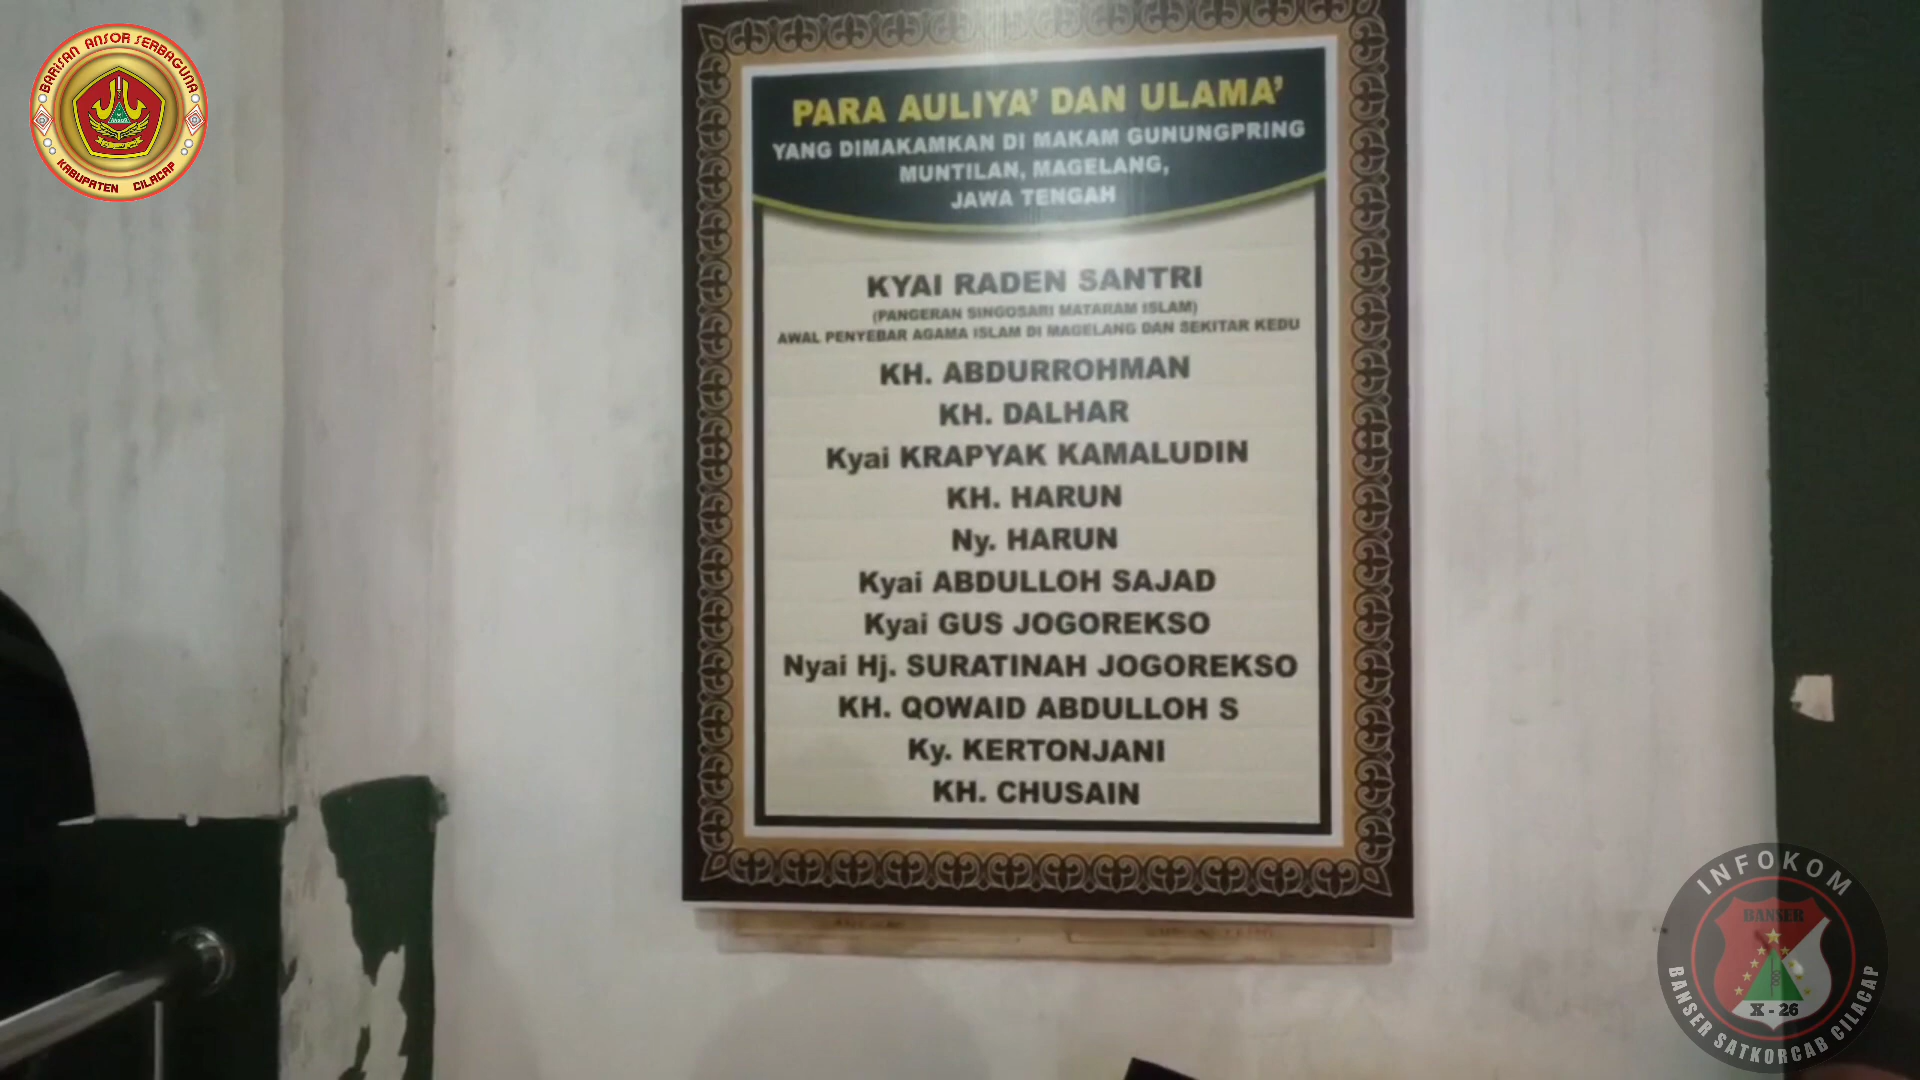 BARISAN ANSOR SERBAGUNA
KABUPATEN CILACAP
PARA AULIYA' DAN ULAMA'
YANG DIMAKAMKAN DI MAKAM GUNUNGPRING
MUNTILAN, MAGELANG,
JAWA TENGAH
KYAI RADEN SANTRI
(PANGERAN SINGOSARI MATARAM ISLAM)
AWAL PENYEBAR AGAMA ISLAM DI MAGELANG DAN SEKITAR KEDU
KH. ABDURROHMAN
KH. DALHAR
Kyai KRAPYAK KAMALUDIN
KH. HARUN
Ny. HARUN
Kyai ABDULLOH SAJAD
Kyai GUS JOGOREKSO
Nyai Hj. SURATINAH JOGOREKSO
KH. QOWAID ABDULLOH S
Ky. KERTONJANI
KH. CHUSAIN
INFOKOM
BANSER
X - 26
BANSER SATKORCAB CILACAP